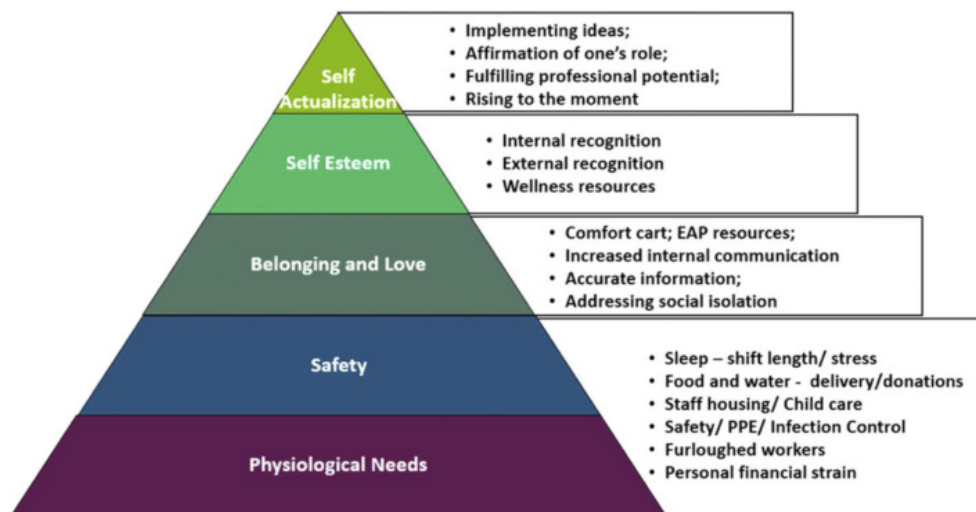 Self
Actualization
• Implementing ideas;
• Affirmation of one's role;
• Fulfilling professional potential;
• Rising to the moment
Self Esteem
• Internal recognition
• External recognition
• Wellness resources
Belonging and Love
• Comfort cart; EAP resources;
• Increased internal communication
• Accurate information;
• Addressing social isolation
Safety
Physiological Needs
• Sleep – shift length/ stress
• Food and water - delivery/donations
• Staff housing/ Child care
• Safety/ PPE/ Infection Control
• Furloughed workers
• Personal financial strain